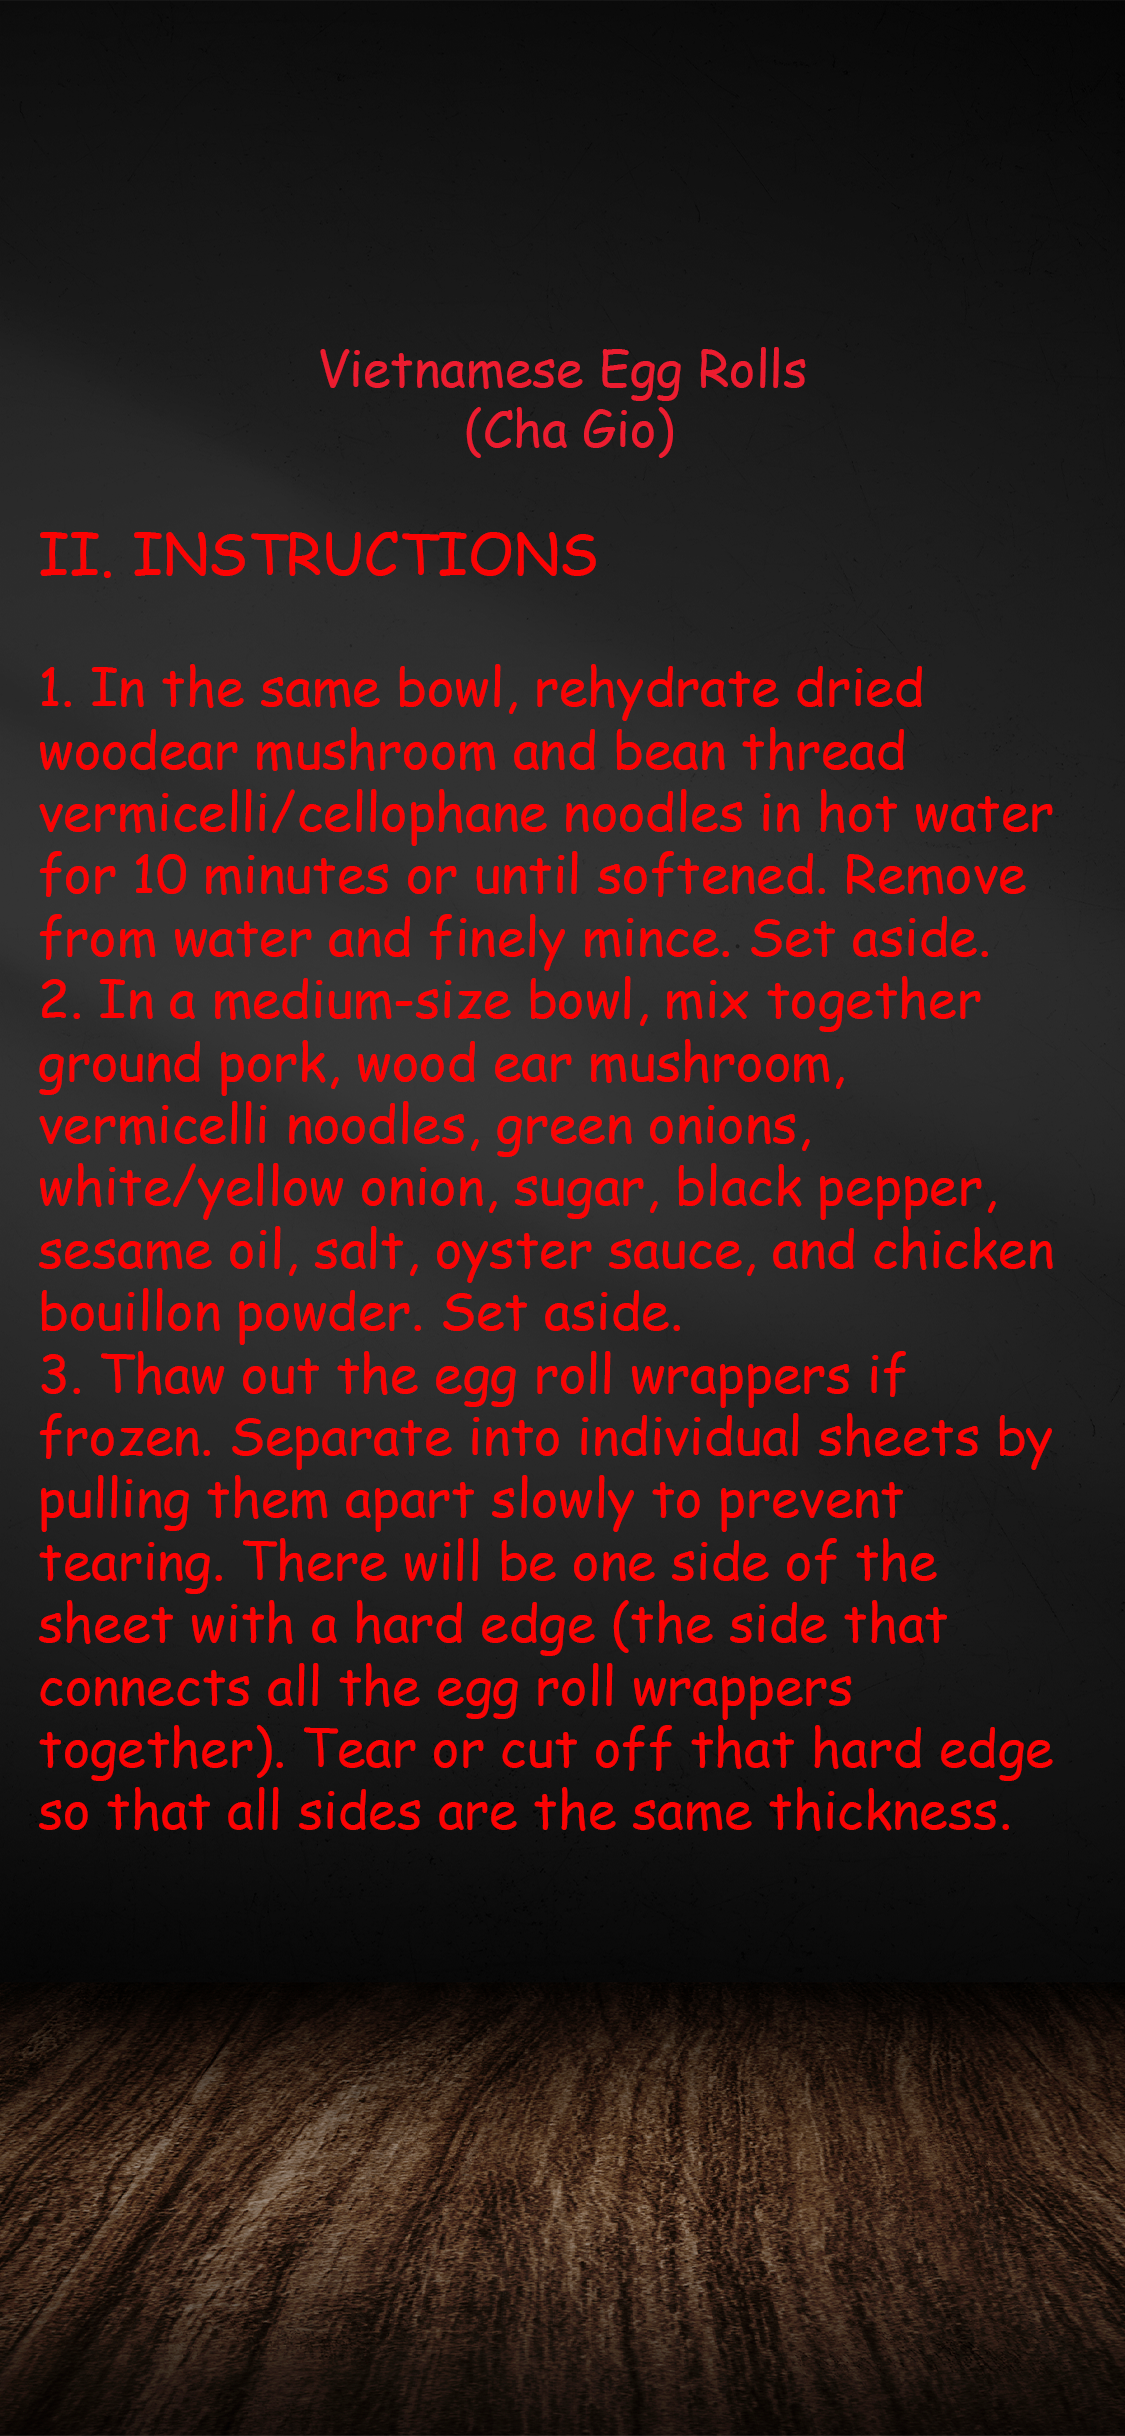 Vietnamese Egg Rolls
(Cha Gio)
II. INSTRUCTIONS
1. In the same bowl, rehydrate dried
woodear mushroom and bean thread
vermicelli/cellophane noodles in hot water
for 10 minutes or until softened. Remove
from water and finely mince. Set aside.
2. In a medium-size bowl, mix together
ground pork, wood ear mushroom,
vermicelli noodles, green onions,
white/yellow onion, sugar, black pepper,
sesame oil, salt, oyster sauce, and chicken
bouillon powder. Set aside.
3. Thaw out the egg roll wrappers if
frozen. Separate into individual sheets by
pulling them apart slowly to prevent
tearing. There will be one side of the
sheet with a hard edge (the side that
connects all the egg roll wrappers
together). Tear or cut off that hard edge
so that all sides are the same thickness.